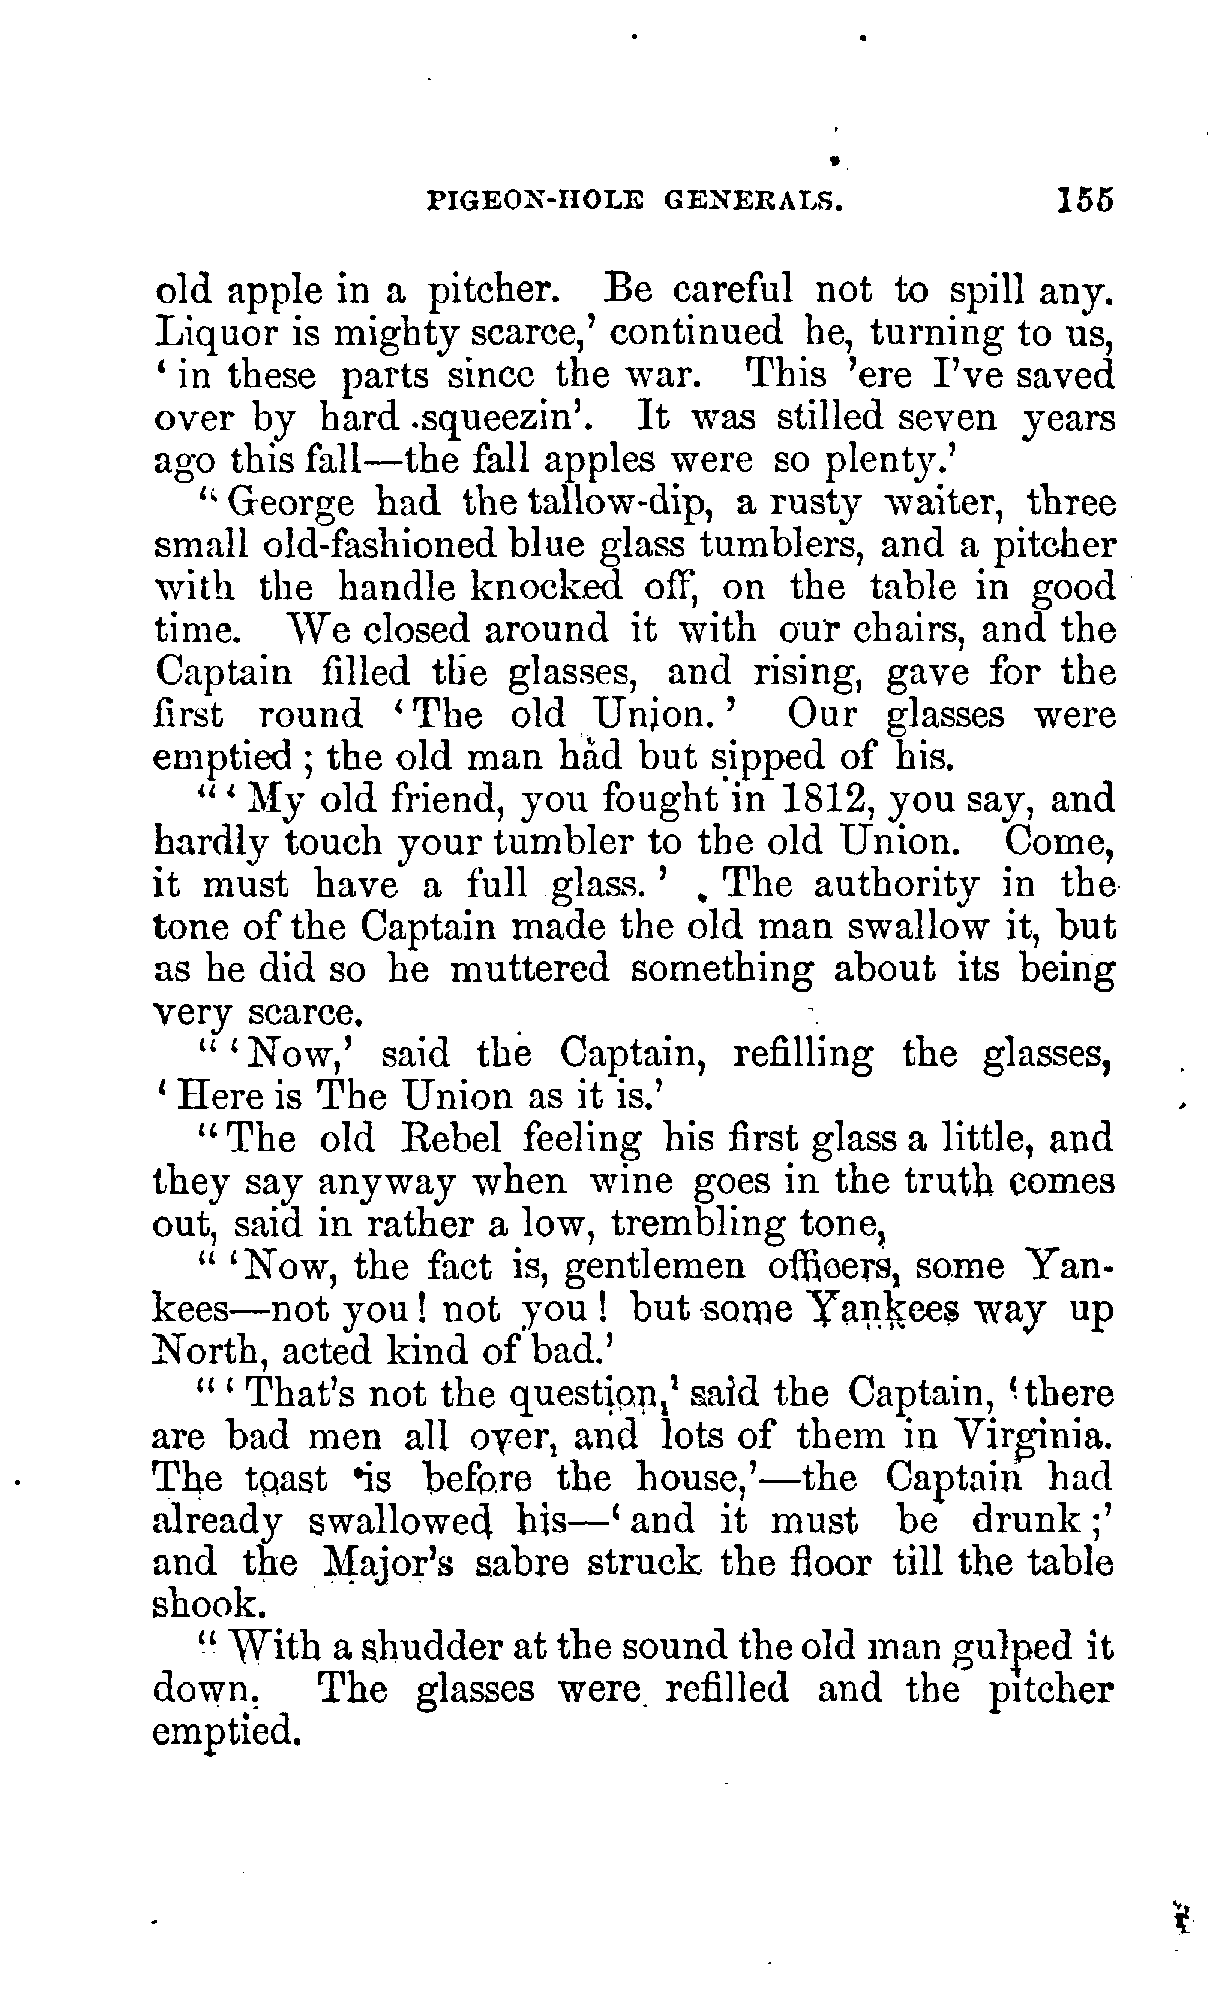 PIGEON-HOLE GENERALS. 155
old apple in a pitcher. Be careful not to spill any.
Liquor is mighty scarce,' continued he, turning to us,
'in these parts since the war. This 'ere I've saved
over by hard squeezin'. It was stilled seven years
ago this fall—the fall apples were so plenty.'
"George had the tallow-dip, a rusty waiter, three
small old-fashioned blue glass tumblers, and a pitcher
with the handle knocked off, on the table in good
time. We closed around it with our chairs, and the
Captain filled the glasses, and rising, gave for the
first round 'The old Union.' Our glasses were
emptied; the old man had but sipped of his.
"'My old friend, you fought in 1812, you say, and
hardly touch your tumbler to the old Union. Come,
it must have a full glass.' The authority in the
tone of the Captain made the old man swallow it, but
as he did so he muttered something about its being
very scarce.
"'Now,' said the Captain, refilling the glasses,
'Here is The Union as it is.'
"The old Rebel feeling his first glass a little, and
they say anyway when wine goes in the truth comes
out, said in rather a low, trembling tone,
"'Now, the fact is, gentlemen officers, some Yan-
kees—not you! not you! but some Yankees way up
North, acted kind of bad.'
"'That's not the question,' said the Captain, 'there
are bad men all over, and lots of them in Virginia.
The toast is before the house,'—the Captain had
already swallowed his—'and it must be drunk;'
and the Major's sabre struck the floor till the table
shook.
"With a shudder at the sound the old man gulped it
down. The glasses were refilled and the pitcher
emptied.